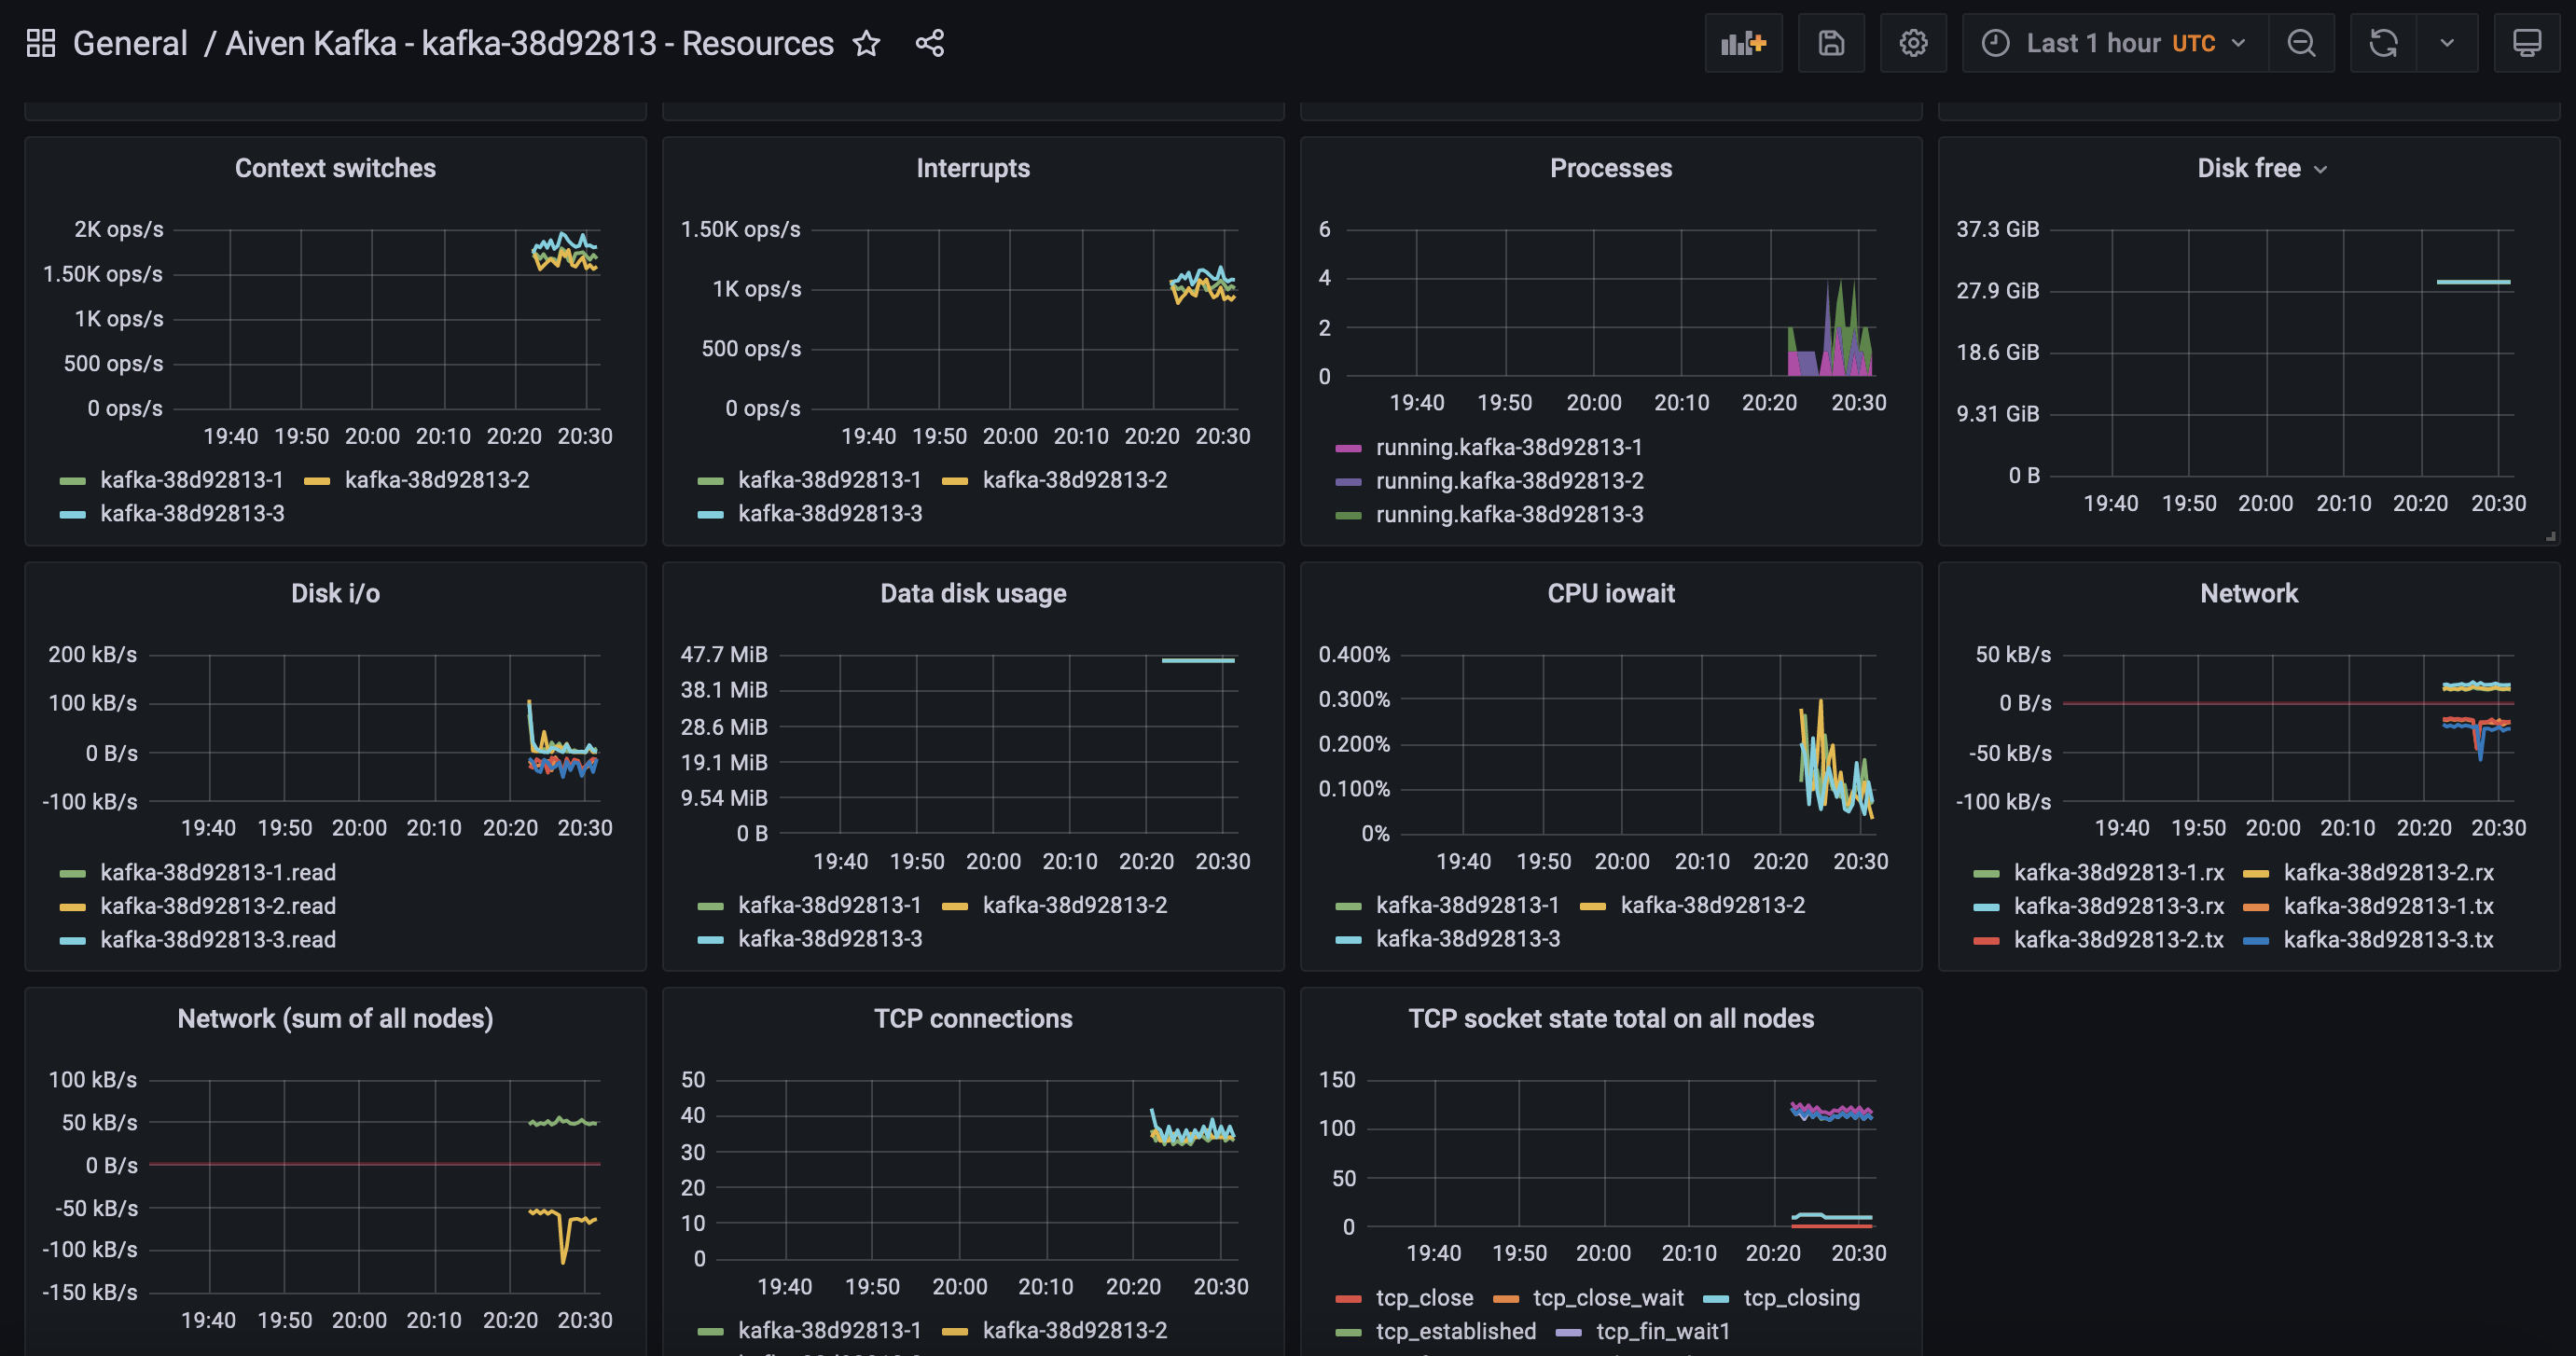 General / Aiven Kafka - kafka-38d92813 - Resources
Last 1 hour UTC
Context switches
2K ops/s
1.50K ops/s
1K ops/s
500 ops/s
0 ops/s
19:40 19:50 20:00 20:10 20:20 20:30
kafka-38d92813-1 kafka-38d92813-2
kafka-38d92813-3
Interrupts
1.50K ops/s
1K ops/s
500 ops/s
0 ops/s
19:40 19:50 20:00 20:10 20:20 20:30
kafka-38d92813-1 kafka-38d92813-2
kafka-38d92813-3
Processes
6
4
2
0
19:40 19:50 20:00 20:10 20:20 20:30
running.kafka-38d92813-1
running.kafka-38d92813-2
running.kafka-38d92813-3
Disk free
37.3 GiB
27.9 GiB
18.6 GiB
9.31 GiB
0 B
19:40 19:50 20:00 20:10 20:20 20:30
Disk i/o
200 kB/s
100 kB/s
0 B/s
-100 kB/s
19:40 19:50 20:00 20:10 20:20 20:30
kafka-38d92813-1.read
kafka-38d92813-2.read
kafka-38d92813-3.read
Data disk usage
47.7 MiB
38.1 MiB
28.6 MiB
19.1 MiB
9.54 MiB
0 B
19:40 19:50 20:00 20:10 20:20 20:30
kafka-38d92813-1 kafka-38d92813-2
kafka-38d92813-3
CPU iowait
0.400%
0.300%
0.200%
0.100%
0%
19:40 19:50 20:00 20:10 20:20 20:30
kafka-38d92813-1 kafka-38d92813-2
kafka-38d92813-3
Network
50 kB/s
0 B/s
-50 kB/s
-100 kB/s
19:40 19:50 20:00 20:10 20:20 20:30
kafka-38d92813-1.rx kafka-38d92813-2.rx
kafka-38d92813-3.rx kafka-38d92813-1.tx
kafka-38d92813-2.tx kafka-38d92813-3.tx
Network (sum of all nodes)
100 kB/s
50 kB/s
0 B/s
-50 kB/s
-100 kB/s
-150 kB/s
19:40 19:50 20:00 20:10 20:20 20:30
TCP connections
50
40
30
20
10
0
19:40 19:50 20:00 20:10 20:20 20:30
kafka-38d92813-1 kafka-38d92813-2
TCP socket state total on all nodes
150
100
50
0
19:40 19:50 20:00 20:10 20:20 20:30
tcp_close tcp_close_wait tcp_closing
tcp_established tcp_fin_wait1